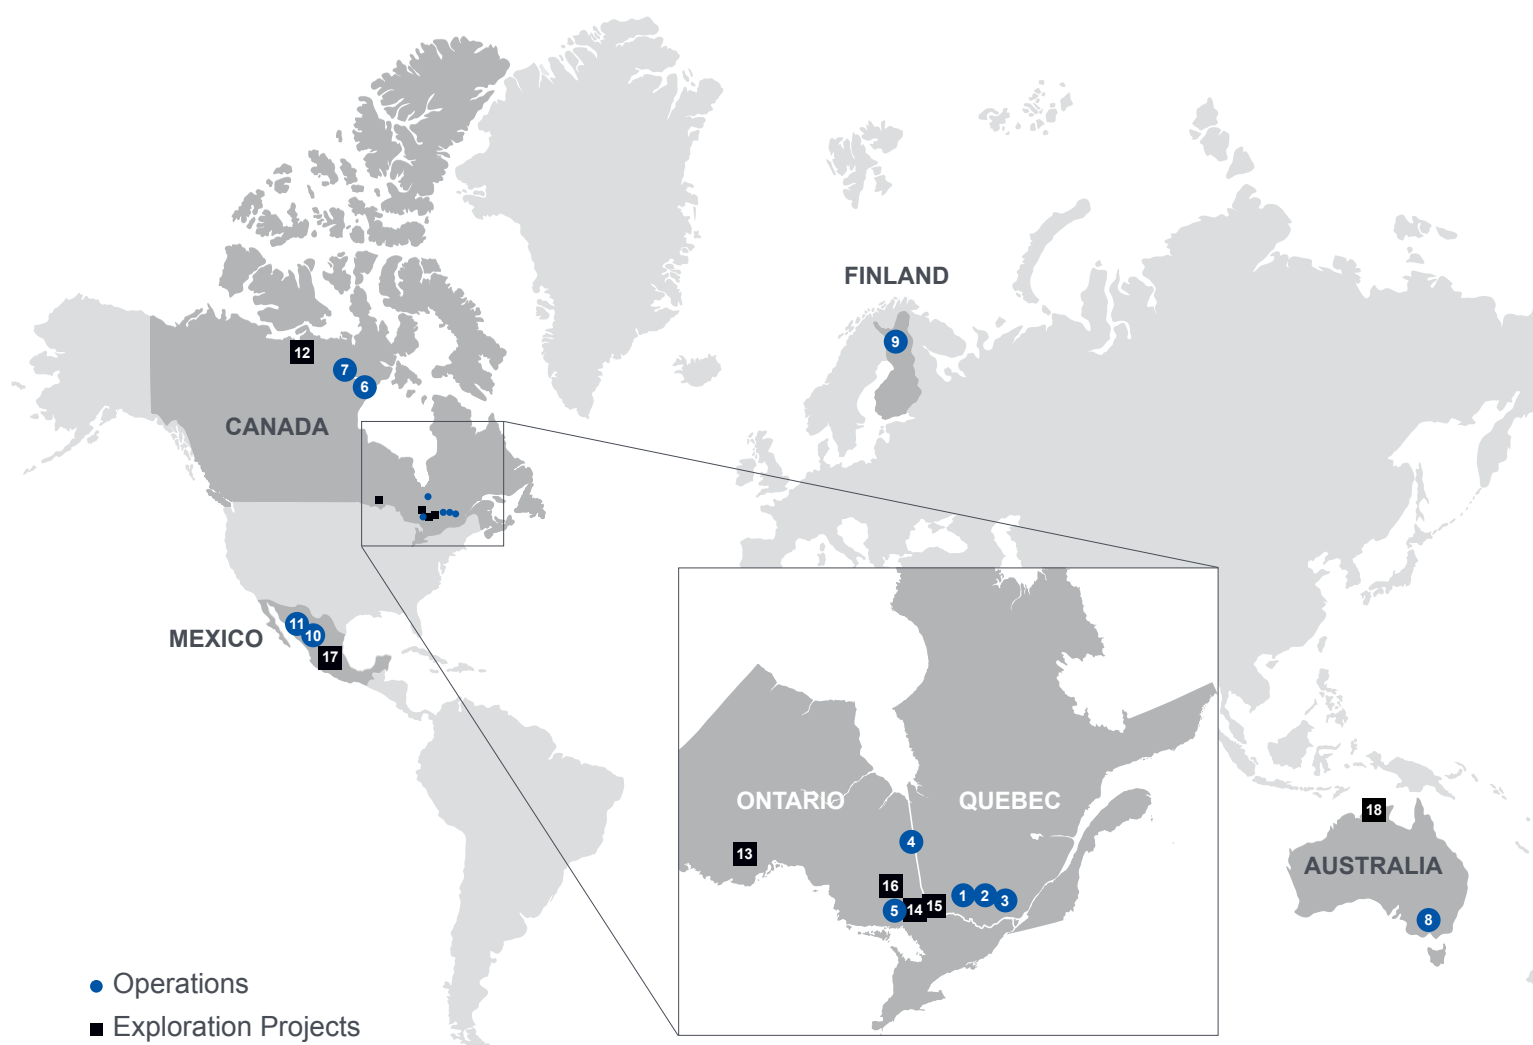 FINLAND
9
12
7
6
CANADA
11
10
MEXICO
17
ONTARIO
QUEBEC
4
13
16
1
2
3
5
14
15
18
AUSTRALIA
8
Operations
Exploration Projects